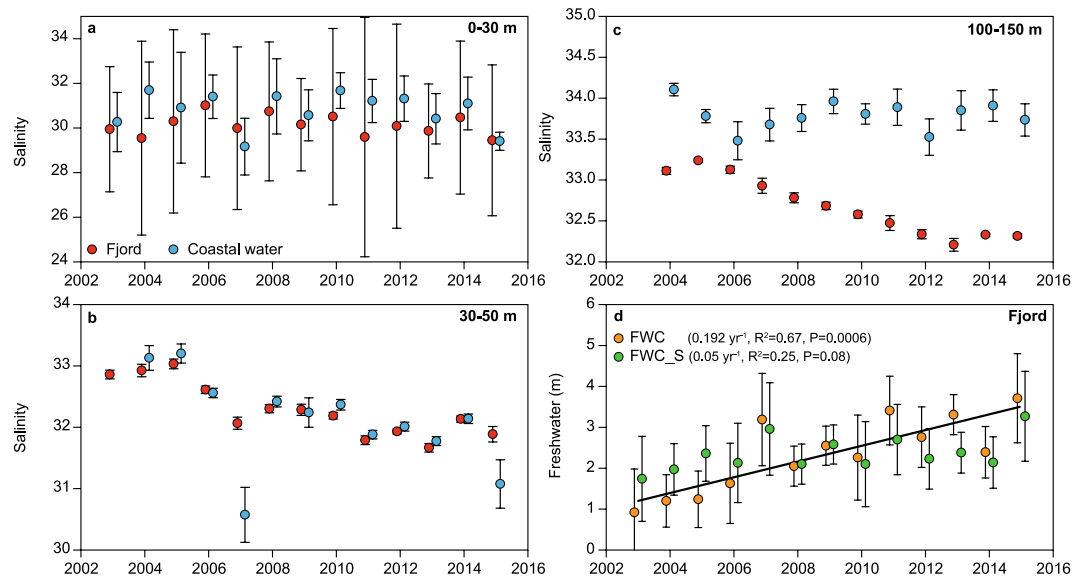 a 0-30 m
34
32
30
28
26
24
Salinity
Fjord Coastal water
2002 2004 2006 2008 2010 2012 2014 2016
c 100-150 m
35.0
34.5
34.0
33.5
33.0
32.5
32.0
Salinity
2002 2004 2006 2008 2010 2012 2014 2016
b 30-50 m
34
33
32
31
30
Salinity
2002 2004 2006 2008 2010 2012 2014 2016
d Fjord
6
5
4
3
2
1
0
Freshwater (m)
FWC (0.192 yr⁻¹, R²=0.67, P=0.0006)
FWC_S (0.05 yr⁻¹, R²=0.25, P=0.08)
2002 2004 2006 2008 2010 2012 2014 2016